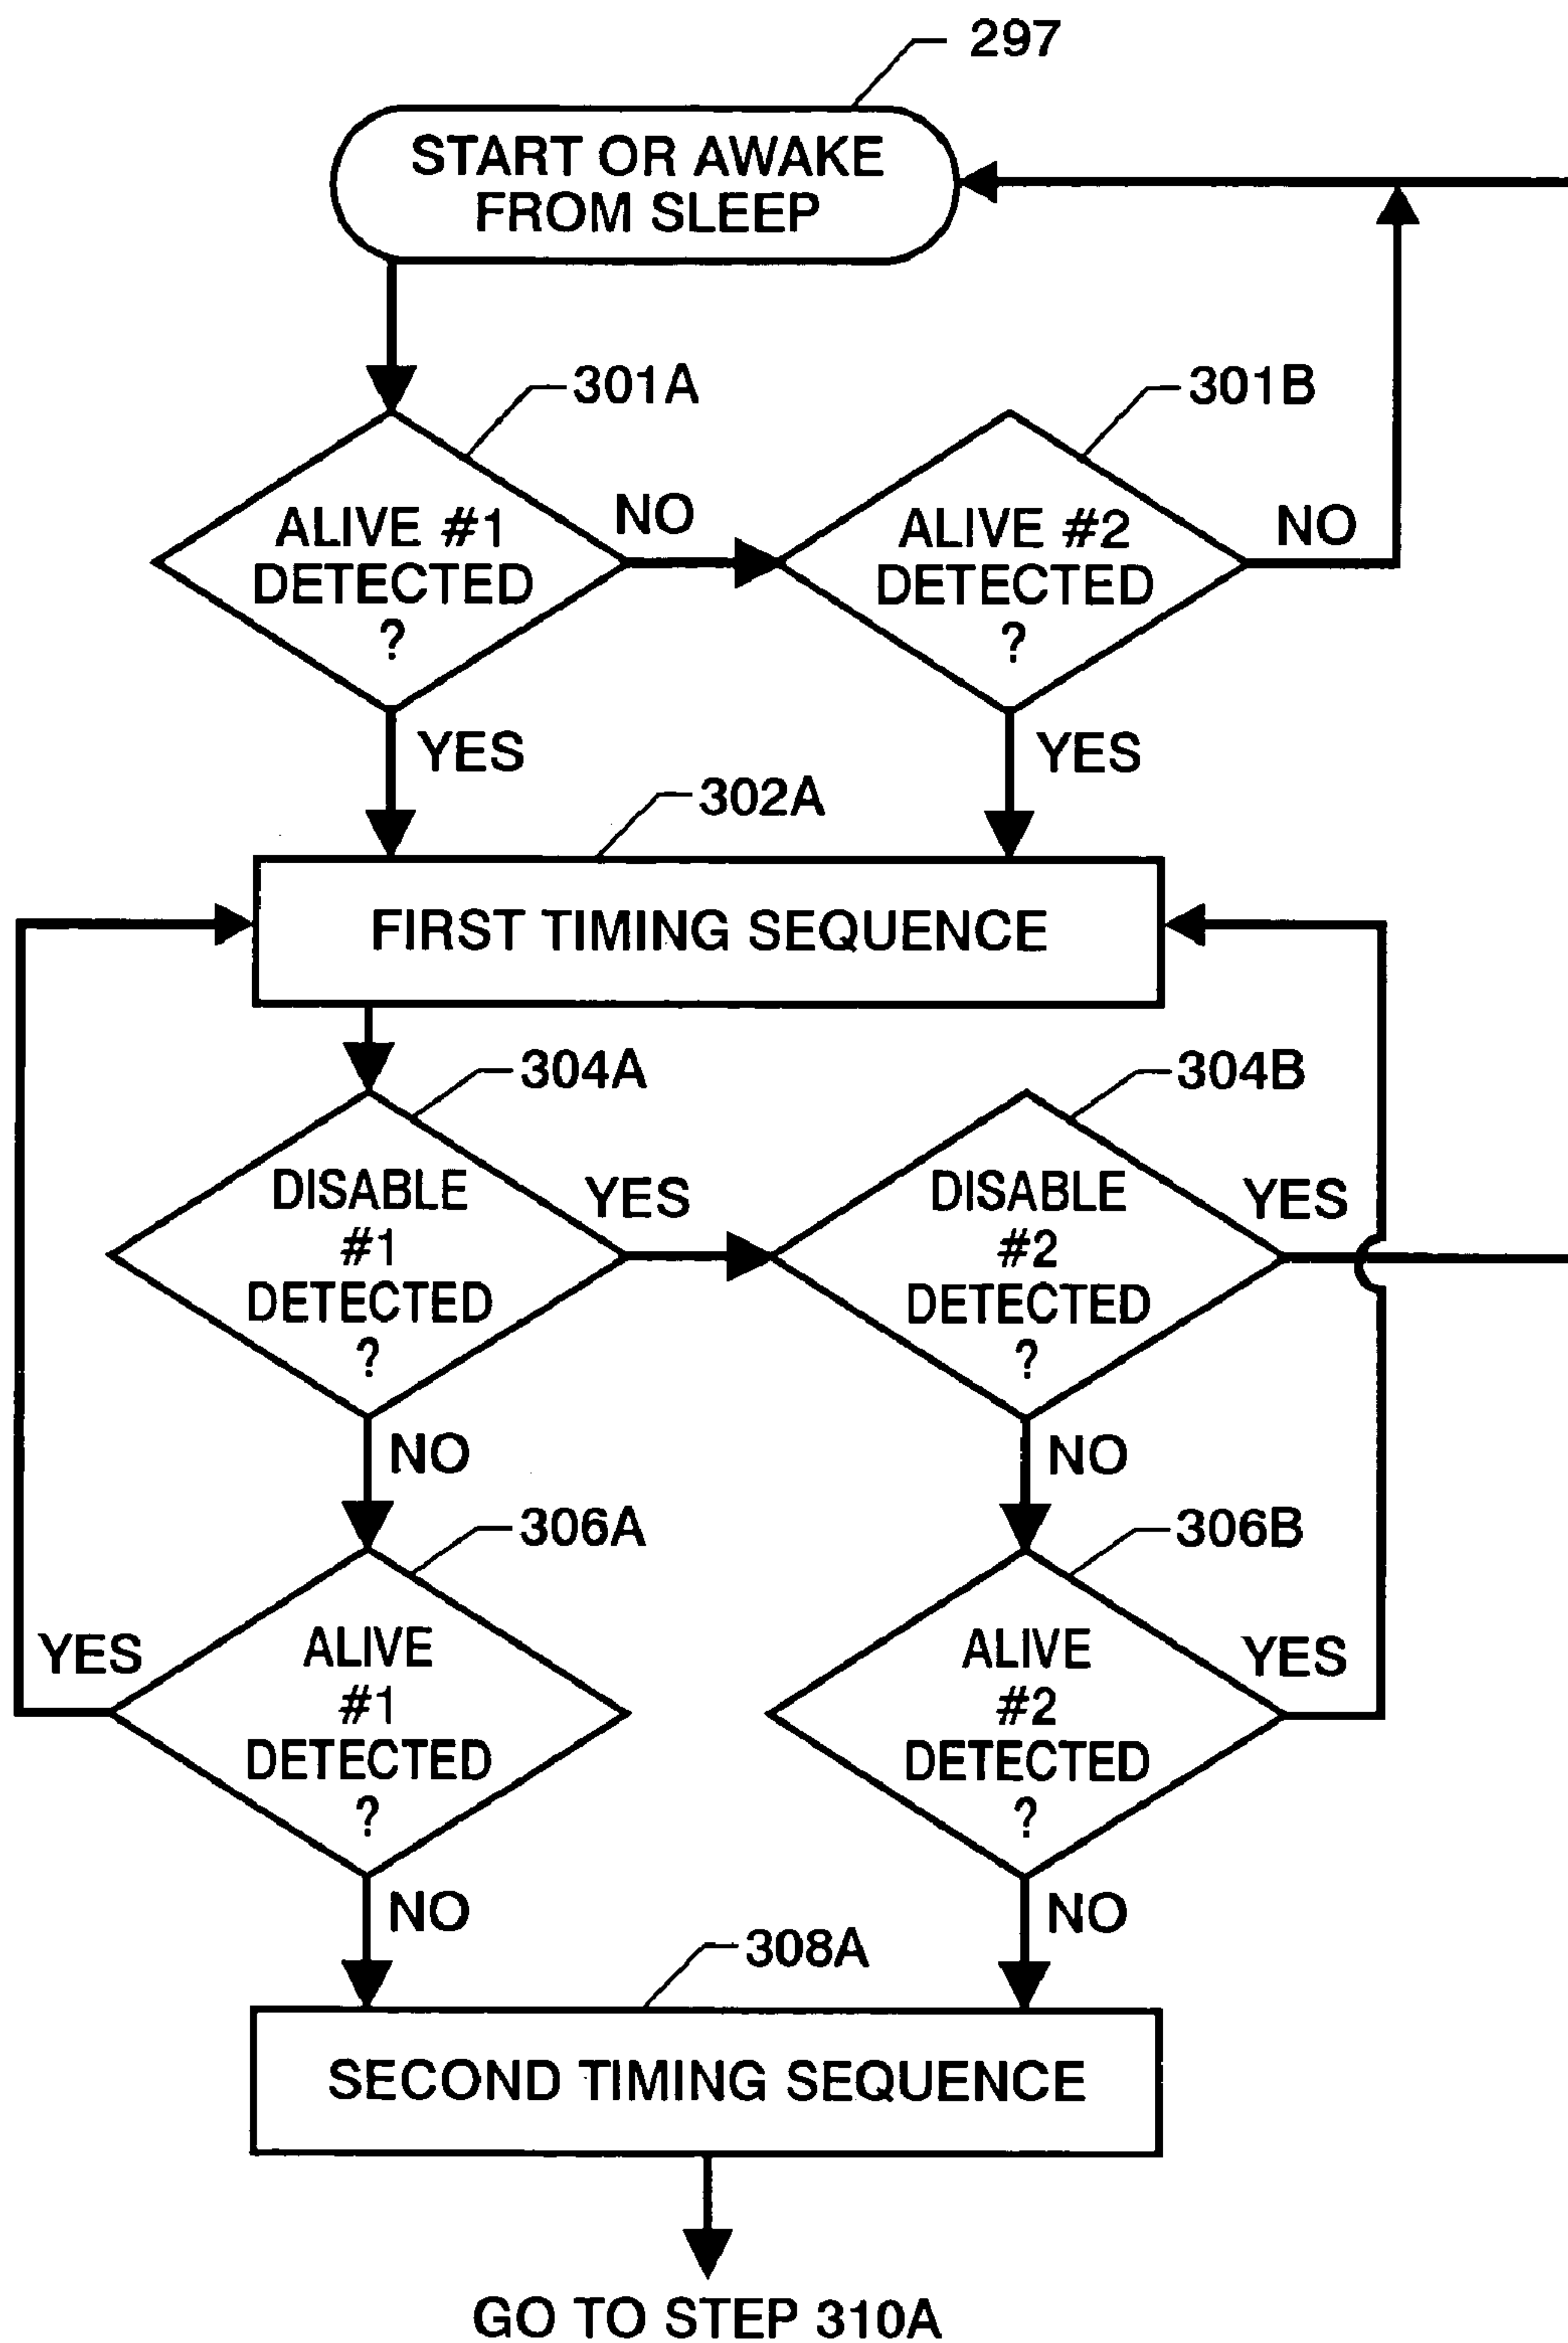 297
START OR AWAKE
FROM SLEEP
301A
301B
ALIVE #1
DETECTED
?
NO
ALIVE #2
DETECTED
?
NO
YES
YES
302A
FIRST TIMING SEQUENCE
304A
304B
DISABLE
#1
DETECTED
?
YES
DISABLE
#2
DETECTED
?
YES
NO
NO
306A
306B
YES
ALIVE
#1
DETECTED
?
ALIVE
#2
DETECTED
?
YES
NO
NO
308A
SECOND TIMING SEQUENCE
GO TO STEP 310A